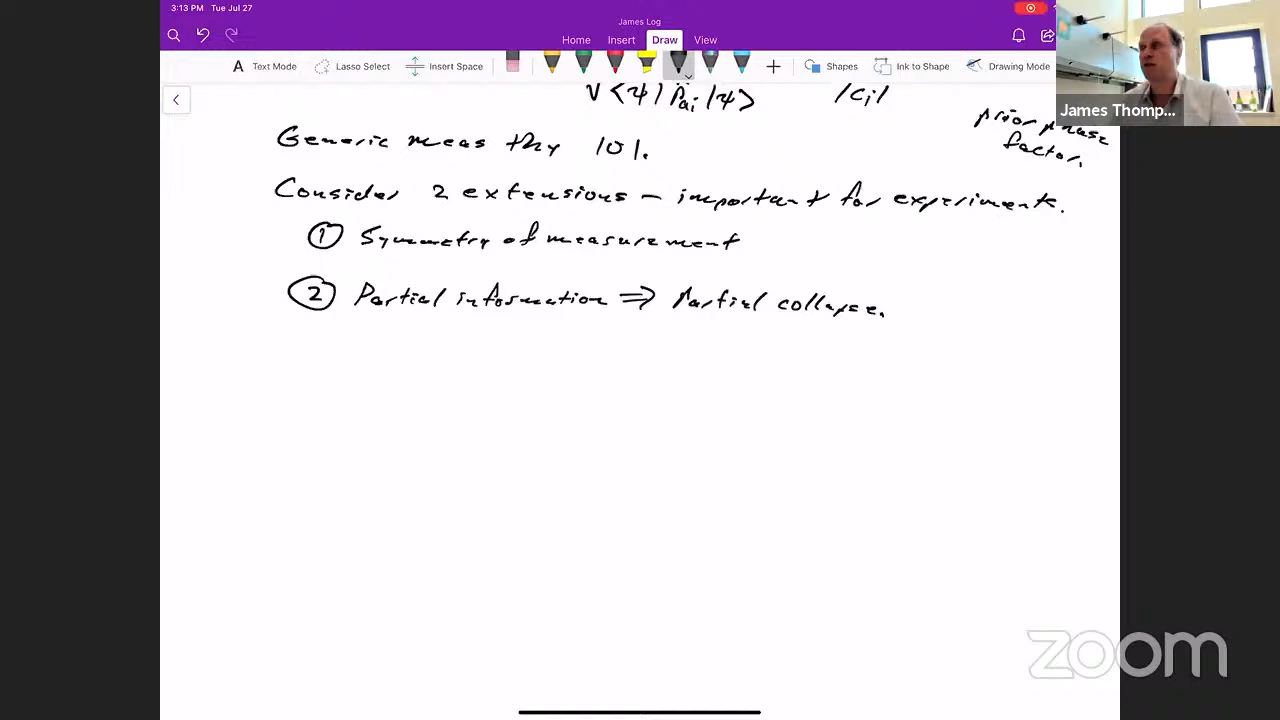 3:13 PM Tue Jul 27
James Log
Home Insert Draw View
A Text Mode Lasso Select Insert Space Shapes Ink to Shape Drawing Mode
James Thomp...
√⟨ψ| P̂ai |ψ⟩ |ci|
prior phase
factor.
Generic meas thy 101.
Consider 2 extensions – important for experiments.
① Symmetry of measurement
② Partial information ⇒ Partial collapse.
zoom